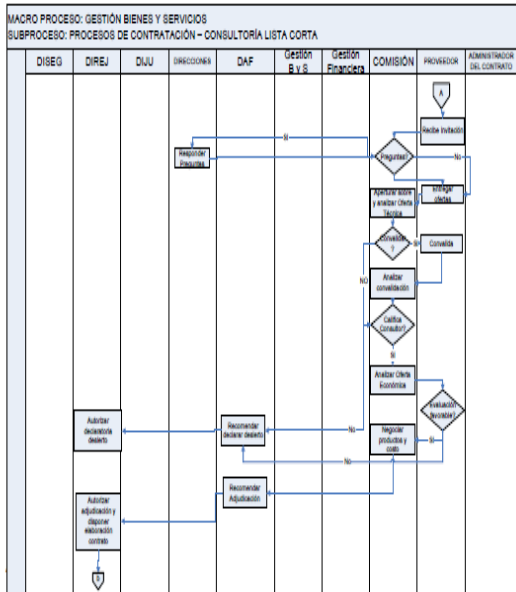 MACRO PROCESO: GESTIÓN BIENES Y SERVICIOS
SUBPROCESO: PROCESOS DE CONTRATACIÓN – CONSULTORÍA LISTA CORTA
DISEG
DIREJ
DIJU
DIRECCIONES
DAF
Gestión
B y S
Gestión
Financiera
COMISIÓN
PROVEEDOR
ADMINISTRADOR
DEL CONTRATO
A
Recibe Invitación
Si
Responder
Preguntas
Preguntas?
No
Aperturar sobre
y analizar Oferta
Técnica
Entregar
ofertas
Convalidar
?
Si
Convalida
NO
Analizar
convalidación
Califica
Consultor?
Si
Analizar Oferta
Económica
Evaluación
favorable?
Autorizar
declaratoria
desierto
Recomendar
declarar desierto
No
Negociar
productos y
costo
Si
No
Recomendar
Adjudicación
Autorizar
adjudicación y
disponer
elaboración
contrato